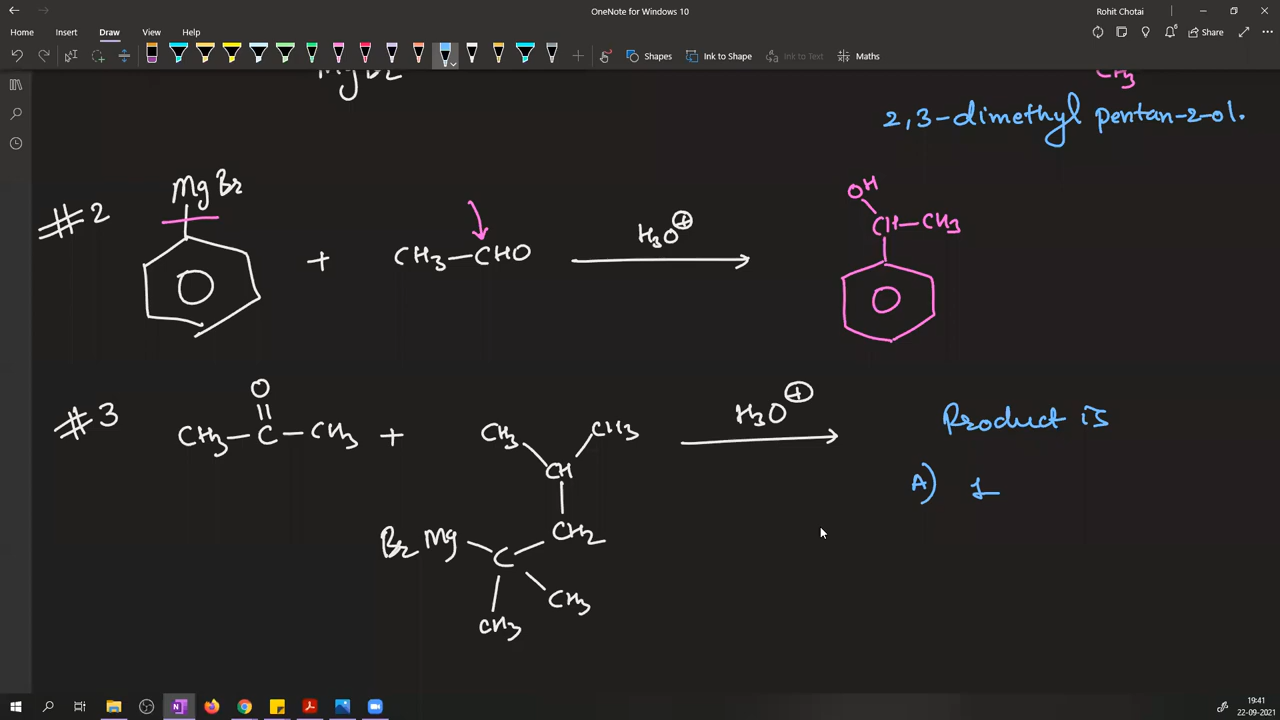 OneNote for Windows 10
Rohit Chotai
Home Insert Draw View Help
Share
Shapes Ink to Shape Ink to Text Maths
MgBr
CH3
2,3-dimethyl pentan-2-ol.
#2
MgBr
+ CH3-CHO
H3O⊕
OH
CH-CH3
#3
O
CH3-C-CH3 +
CH3 CH3
CH
CH2
BrMg C
CH3
CH3
H3O⊕
Product is
A) 1
19:41
22-09-2021